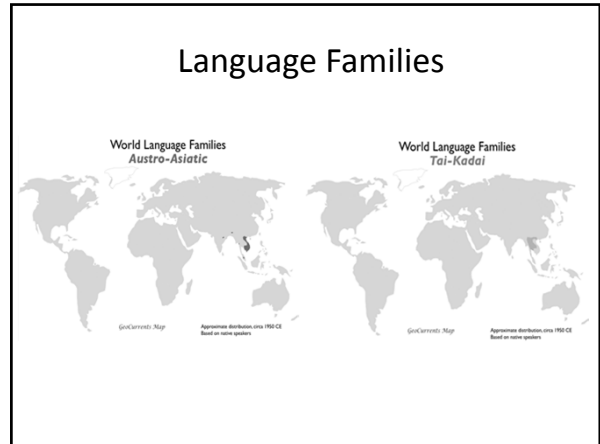 Language Families
World Language Families
Austro-Asiatic
GeoCurrents Map
Approximate distribution, circa 1950 CE
Based on native speakers
World Language Families
Tai-Kadai
GeoCurrents Map
Approximate distribution, circa 1950 CE
Based on native speakers